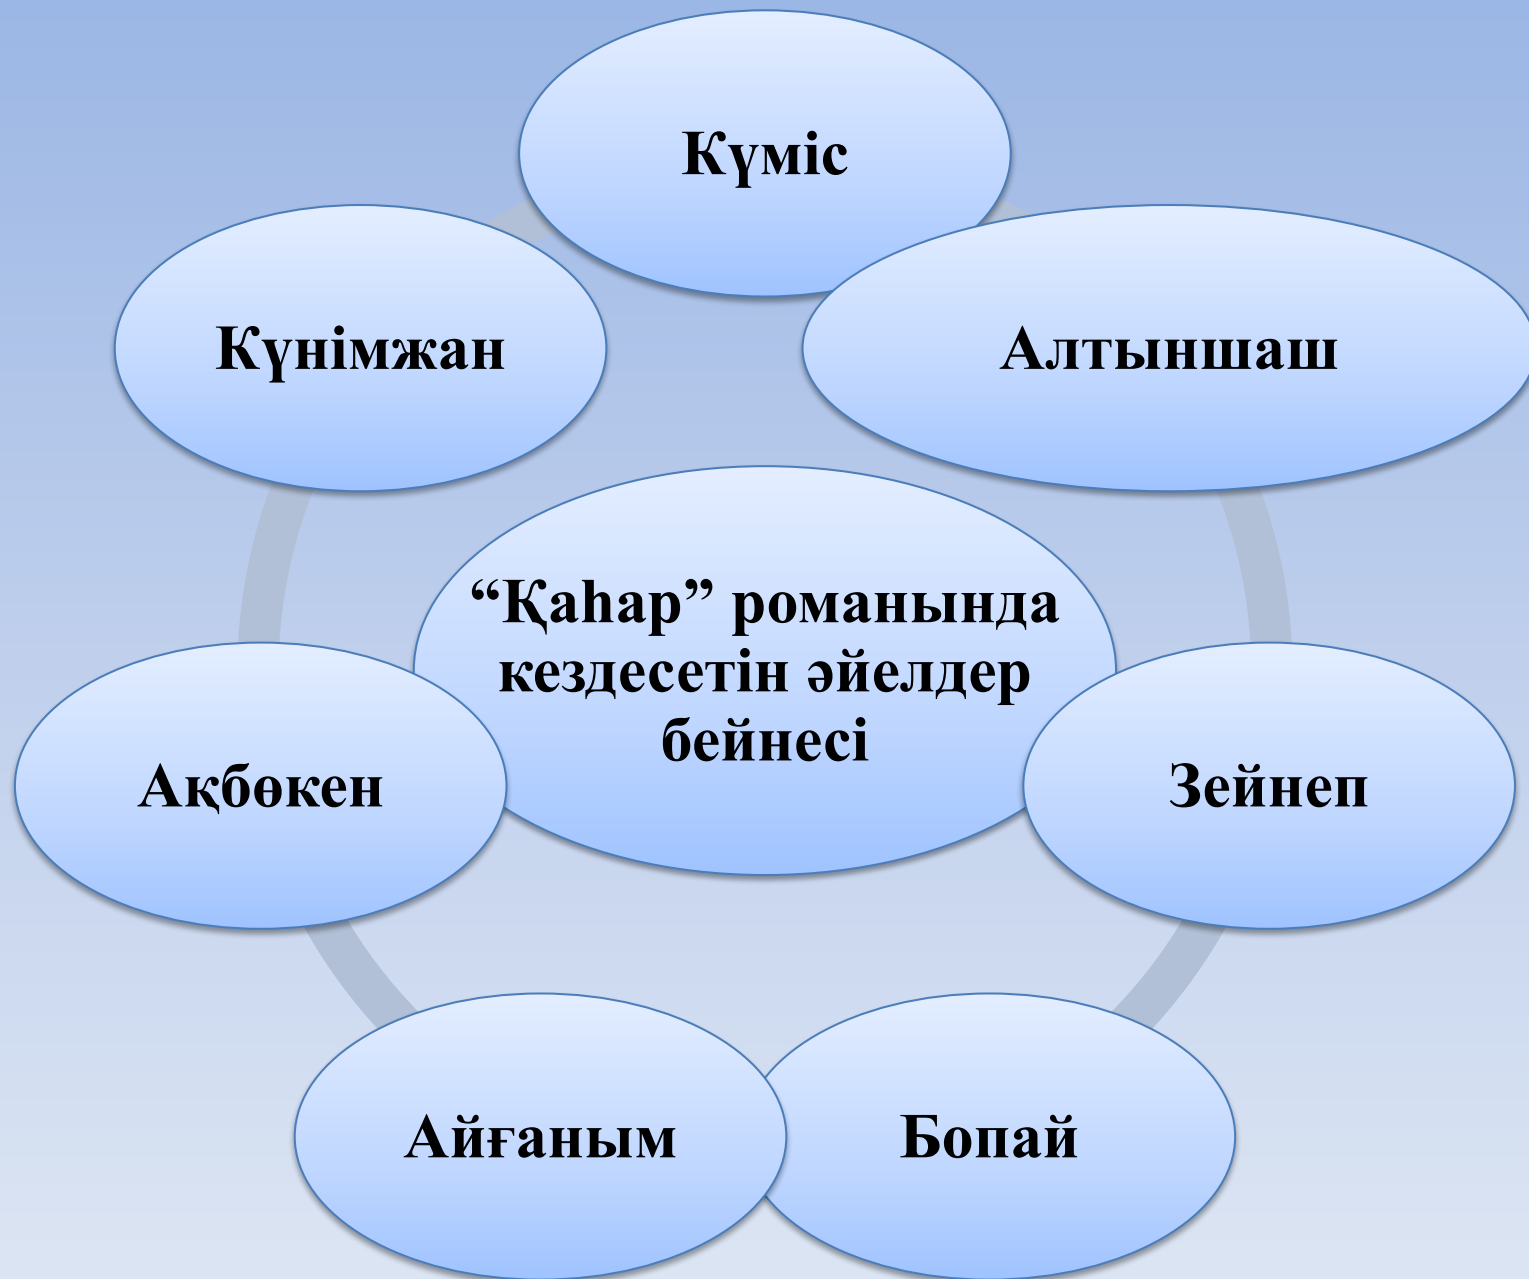 Күміс
Күнімжан
Алтыншаш
“Қаһар” романында
кездесетін әйелдер
бейнесі
Ақбөкен
Зейнеп
Айғаным
Бопай